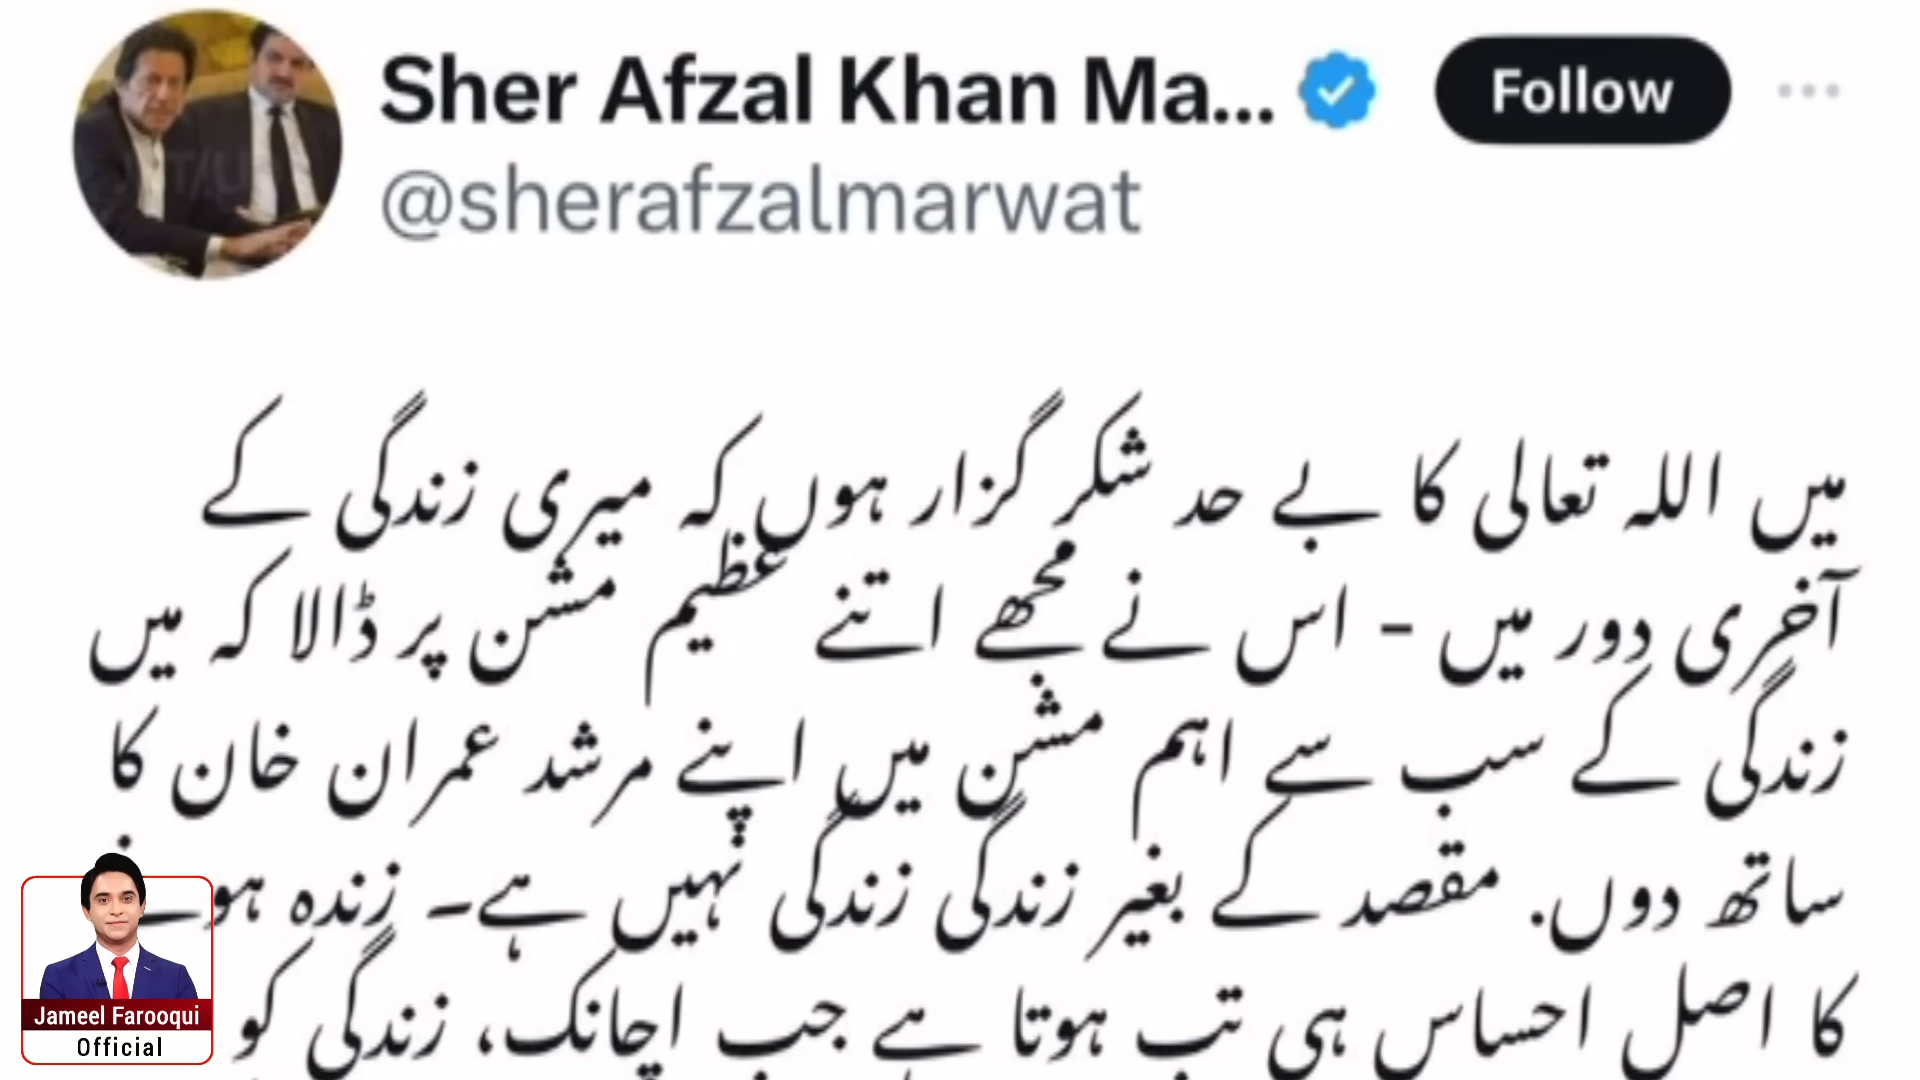 Sher Afzal Khan Ma...
Follow
@sherafzalmarwat
میں اللہ تعالی کا بے حد شکر گزار ہوں کہ میری زندگی کے
آخری دور میں - اس نے مجھے اتنے عظیم مشن پر ڈالا کہ میں
زندگی کے سب سے اہم مشن میں اپنے مرشد عمران خان کا
ساتھ دوں. مقصد کے بغیر زندگی زندگی نہیں ہے۔ زندہ ہونے
کا اصل احساس ہی تب ہوتا ہے جب اچانک، زندگی کو
Jameel Farooqui
Official